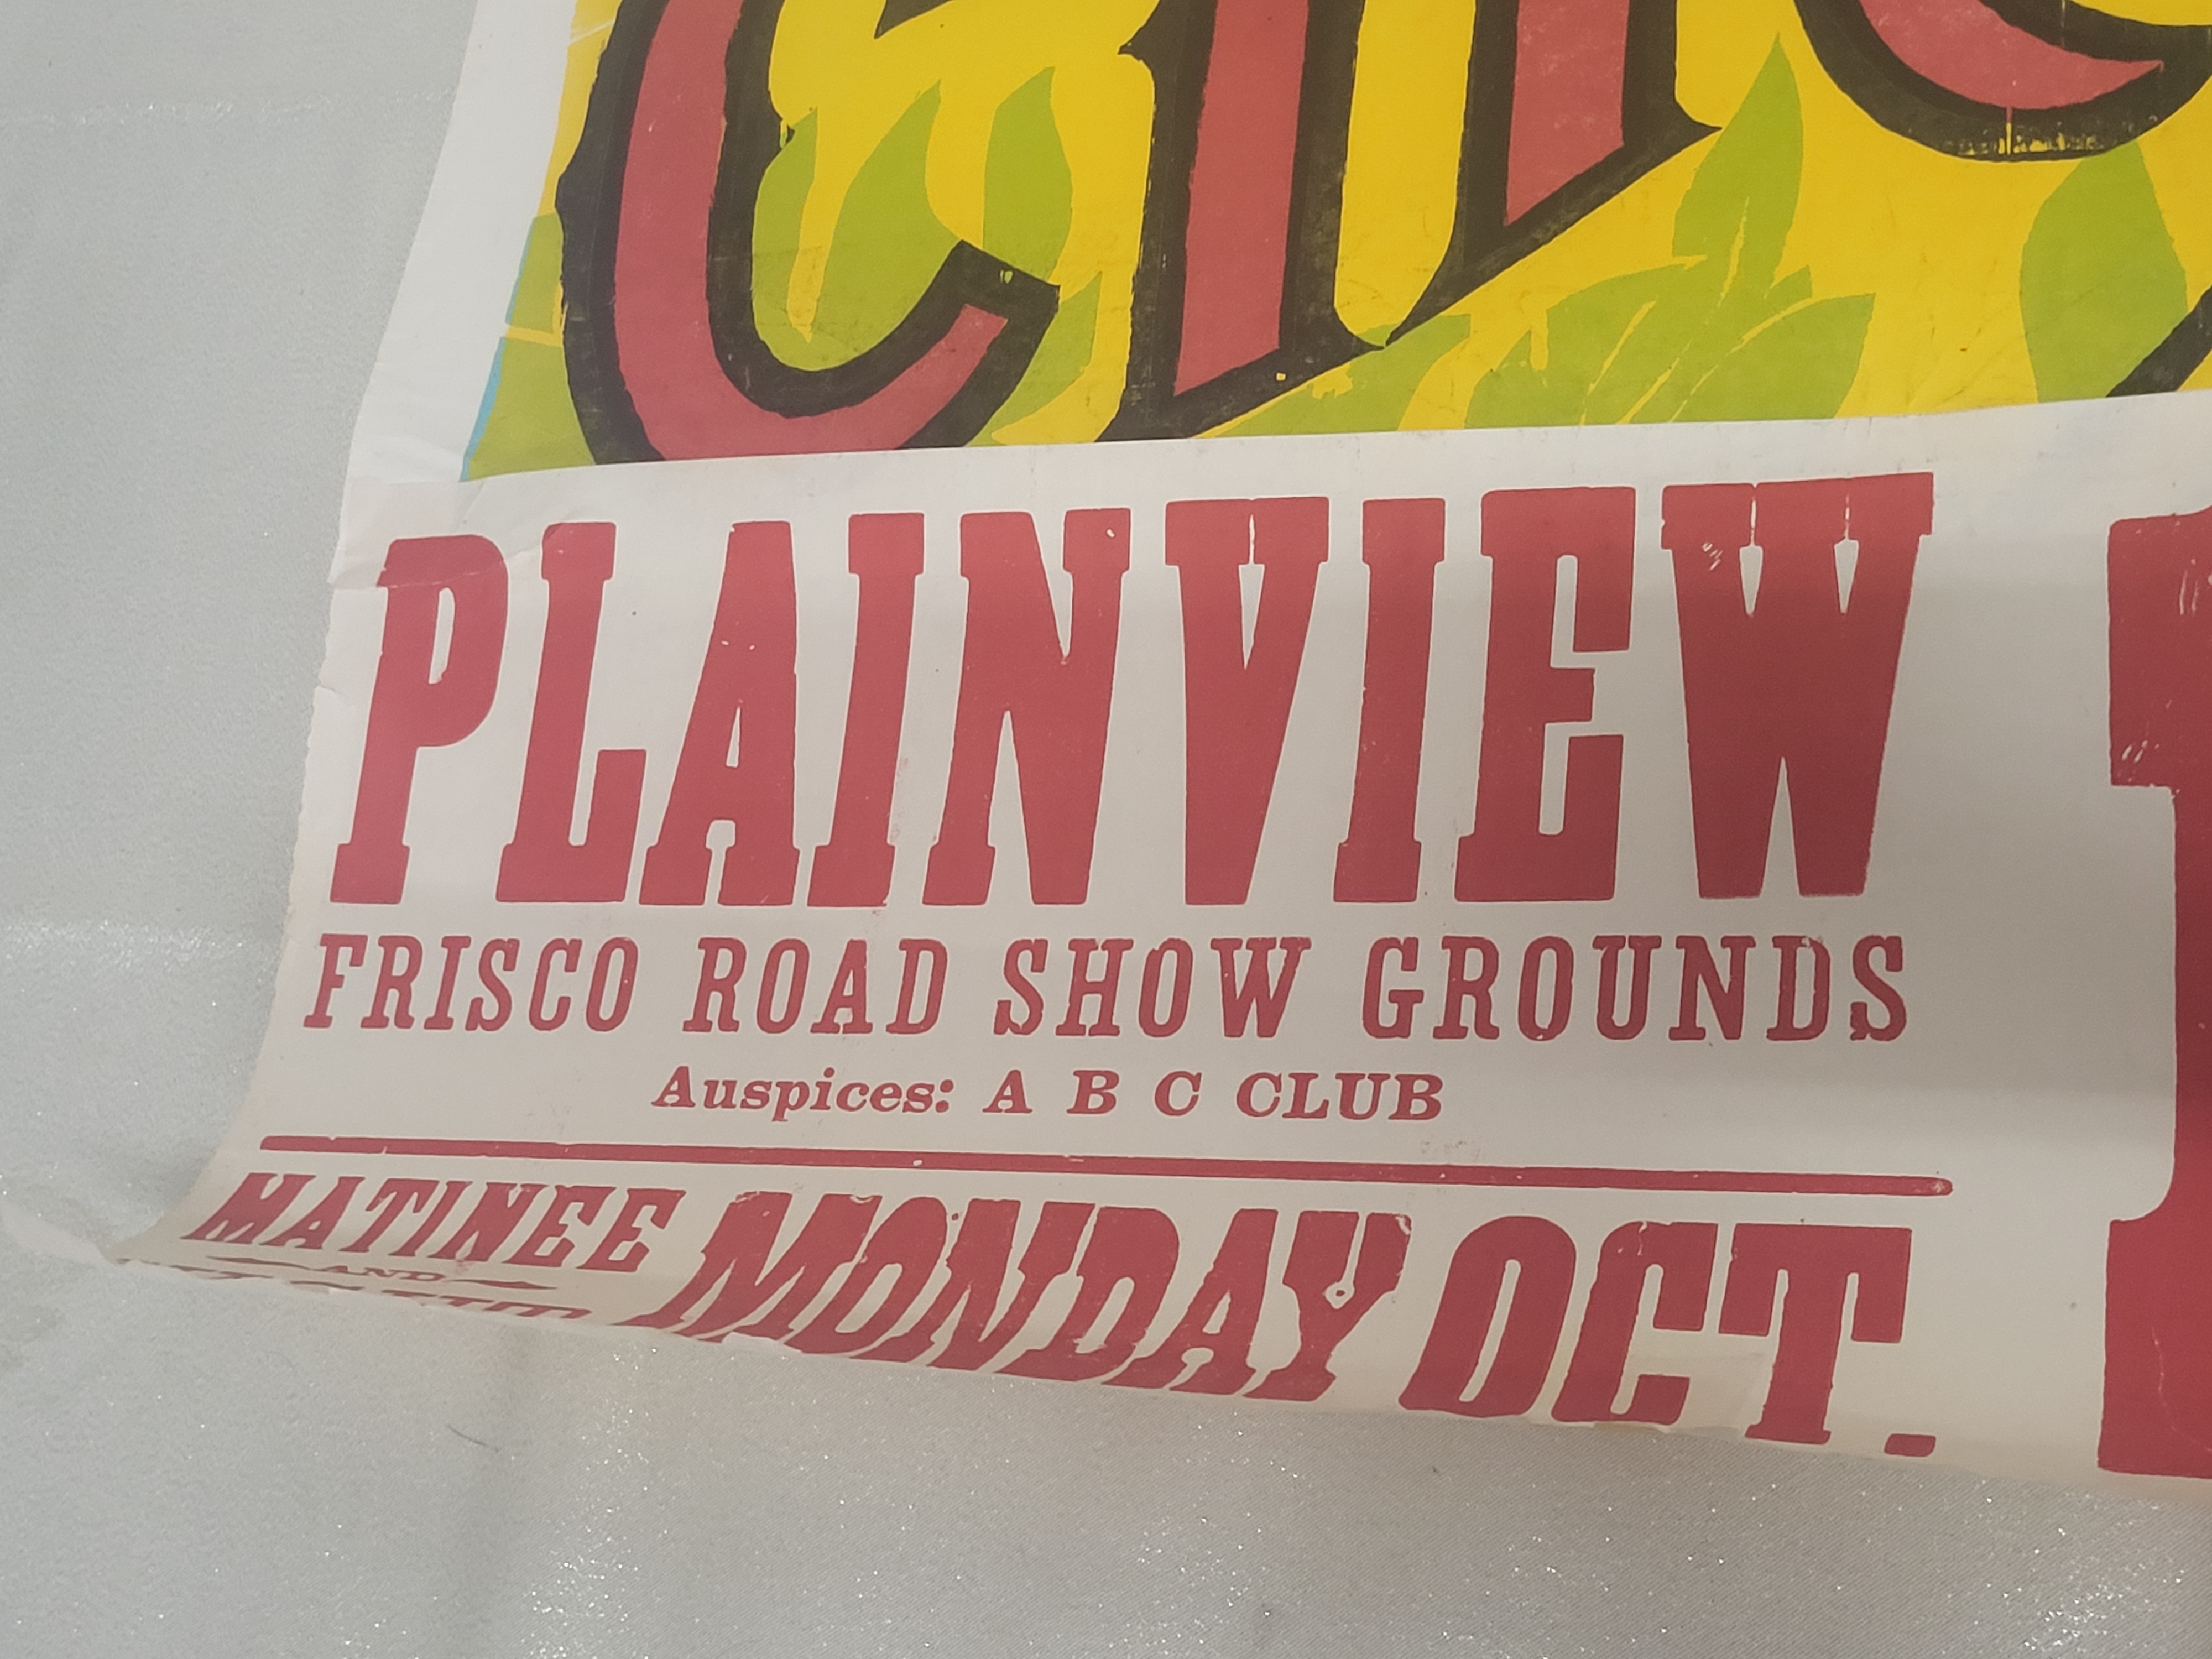 PLAINVIEW
FRISCO ROAD SHOW GROUNDS
Auspices: A B C CLUB
MATINEE
AND
MONDAY OCT.